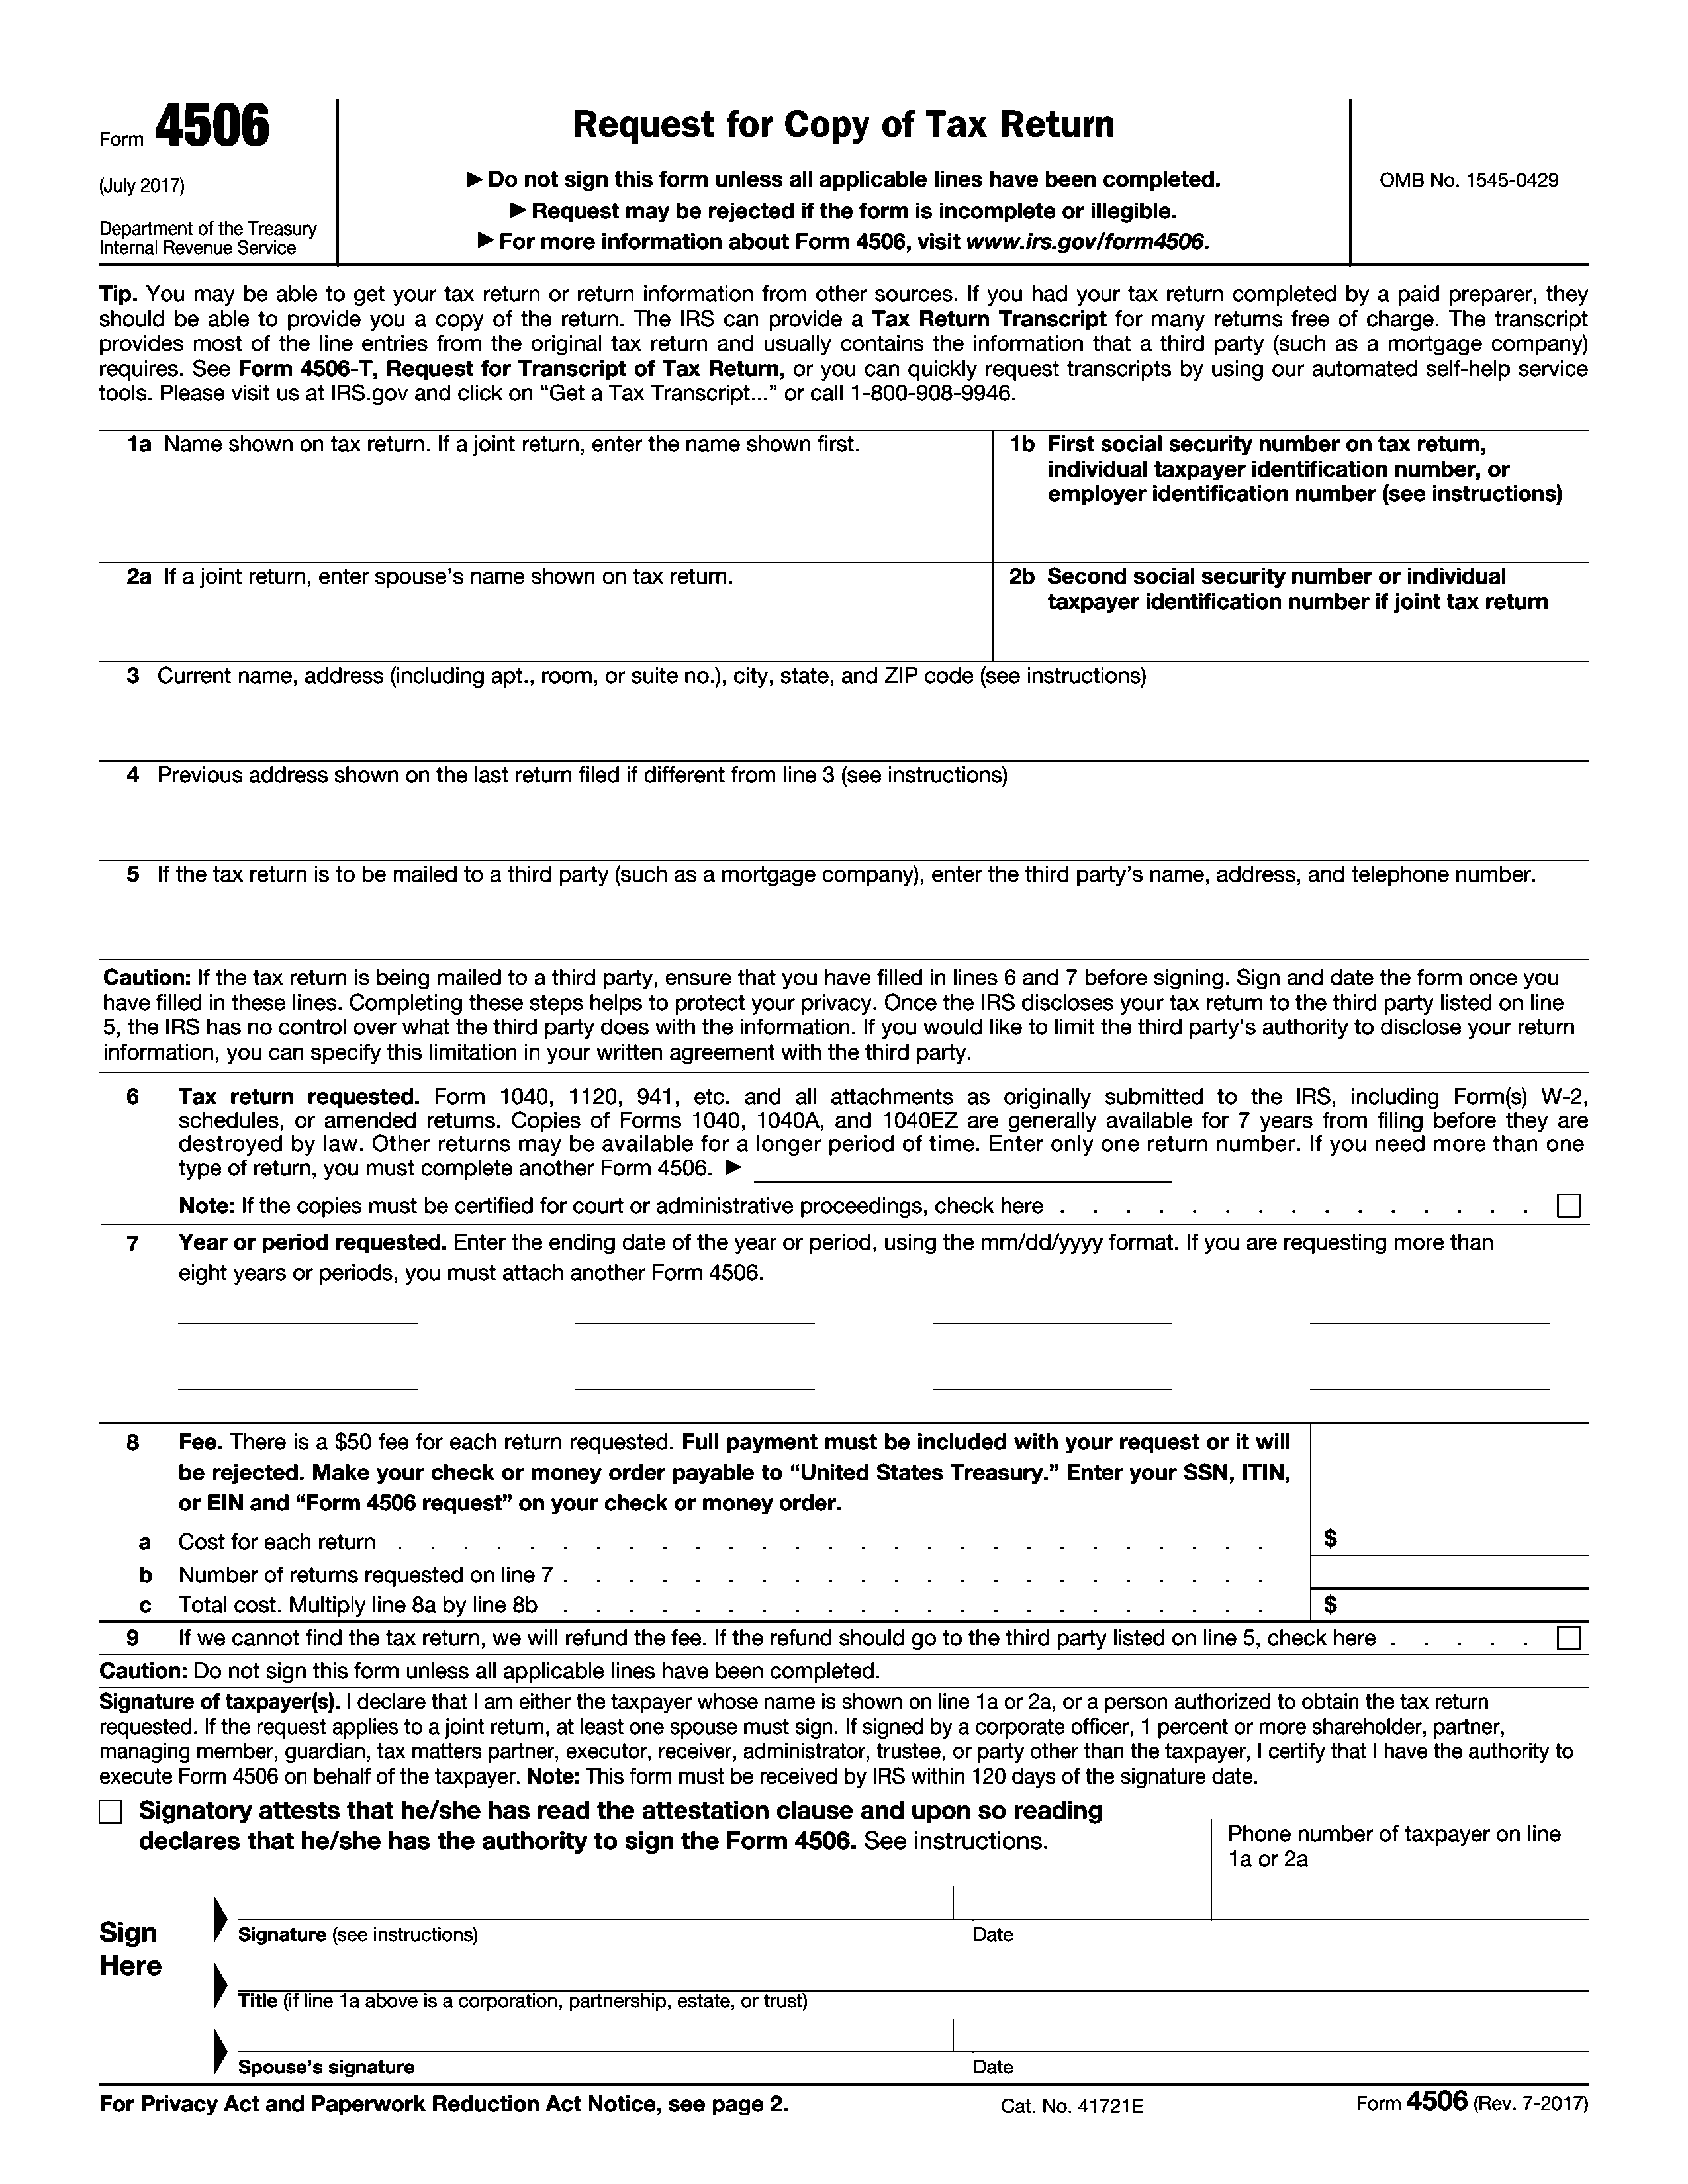 Form 4506
(July 2017)
Department of the Treasury
Internal Revenue Service
Request for Copy of Tax Return
▶ Do not sign this form unless all applicable lines have been completed.
▶ Request may be rejected if the form is incomplete or illegible.
▶ For more information about Form 4506, visit www.irs.gov/form4506.
OMB No. 1545-0429
Tip. You may be able to get your tax return or return information from other sources. If you had your tax return completed by a paid preparer, they
should be able to provide you a copy of the return. The IRS can provide a Tax Return Transcript for many returns free of charge. The transcript
provides most of the line entries from the original tax return and usually contains the information that a third party (such as a mortgage company)
requires. See Form 4506-T, Request for Transcript of Tax Return, or you can quickly request transcripts by using our automated self-help service
tools. Please visit us at IRS.gov and click on “Get a Tax Transcript...” or call 1-800-908-9946.
1a Name shown on tax return. If a joint return, enter the name shown first.
1b First social security number on tax return,
individual taxpayer identification number, or
employer identification number (see instructions)
2a If a joint return, enter spouse’s name shown on tax return.
2b Second social security number or individual
taxpayer identification number if joint tax return
3 Current name, address (including apt., room, or suite no.), city, state, and ZIP code (see instructions)
4 Previous address shown on the last return filed if different from line 3 (see instructions)
5 If the tax return is to be mailed to a third party (such as a mortgage company), enter the third party’s name, address, and telephone number.
Caution: If the tax return is being mailed to a third party, ensure that you have filled in lines 6 and 7 before signing. Sign and date the form once you
have filled in these lines. Completing these steps helps to protect your privacy. Once the IRS discloses your tax return to the third party listed on line
5, the IRS has no control over what the third party does with the information. If you would like to limit the third party's authority to disclose your return
information, you can specify this limitation in your written agreement with the third party.
6 Tax return requested. Form 1040, 1120, 941, etc. and all attachments as originally submitted to the IRS, including Form(s) W-2,
schedules, or amended returns. Copies of Forms 1040, 1040A, and 1040EZ are generally available for 7 years from filing before they are
destroyed by law. Other returns may be available for a longer period of time. Enter only one return number. If you need more than one
type of return, you must complete another Form 4506. ▶
Note: If the copies must be certified for court or administrative proceedings, check here . . . . . . . . . . . . . . .
7 Year or period requested. Enter the ending date of the year or period, using the mm/dd/yyyy format. If you are requesting more than
eight years or periods, you must attach another Form 4506.
8 Fee. There is a $50 fee for each return requested. Full payment must be included with your request or it will
be rejected. Make your check or money order payable to “United States Treasury.” Enter your SSN, ITIN,
or EIN and “Form 4506 request” on your check or money order.
a Cost for each return . . . . . . . . . . . . . . . . . . . . . . . . . . . $
b Number of returns requested on line 7 . . . . . . . . . . . . . . . . . . . . . .
c Total cost. Multiply line 8a by line 8b . . . . . . . . . . . . . . . . . . . . . . $
9 If we cannot find the tax return, we will refund the fee. If the refund should go to the third party listed on line 5, check here . . . . .
Caution: Do not sign this form unless all applicable lines have been completed.
Signature of taxpayer(s). I declare that I am either the taxpayer whose name is shown on line 1a or 2a, or a person authorized to obtain the tax return
requested. If the request applies to a joint return, at least one spouse must sign. If signed by a corporate officer, 1 percent or more shareholder, partner,
managing member, guardian, tax matters partner, executor, receiver, administrator, trustee, or party other than the taxpayer, I certify that I have the authority to
execute Form 4506 on behalf of the taxpayer. Note: This form must be received by IRS within 120 days of the signature date.
Signatory attests that he/she has read the attestation clause and upon so reading
declares that he/she has the authority to sign the Form 4506. See instructions.
Phone number of taxpayer on line
1a or 2a
Sign
Here
Signature (see instructions)
Date
Title (if line 1a above is a corporation, partnership, estate, or trust)
Spouse’s signature
Date
For Privacy Act and Paperwork Reduction Act Notice, see page 2.
Cat. No. 41721E
Form 4506 (Rev. 7-2017)